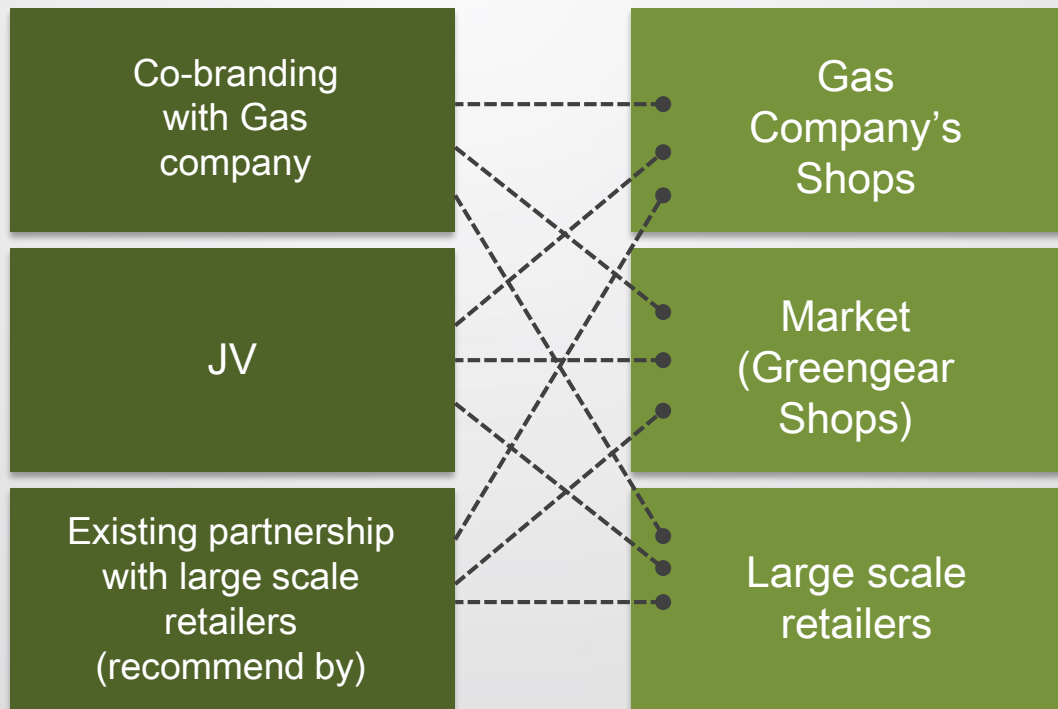 Co-branding
with Gas
company
Gas
Company’s
Shops
JV
Market
(Greengear
Shops)
Existing partnership
with large scale
retailers
(recommend by)
Large scale
retailers